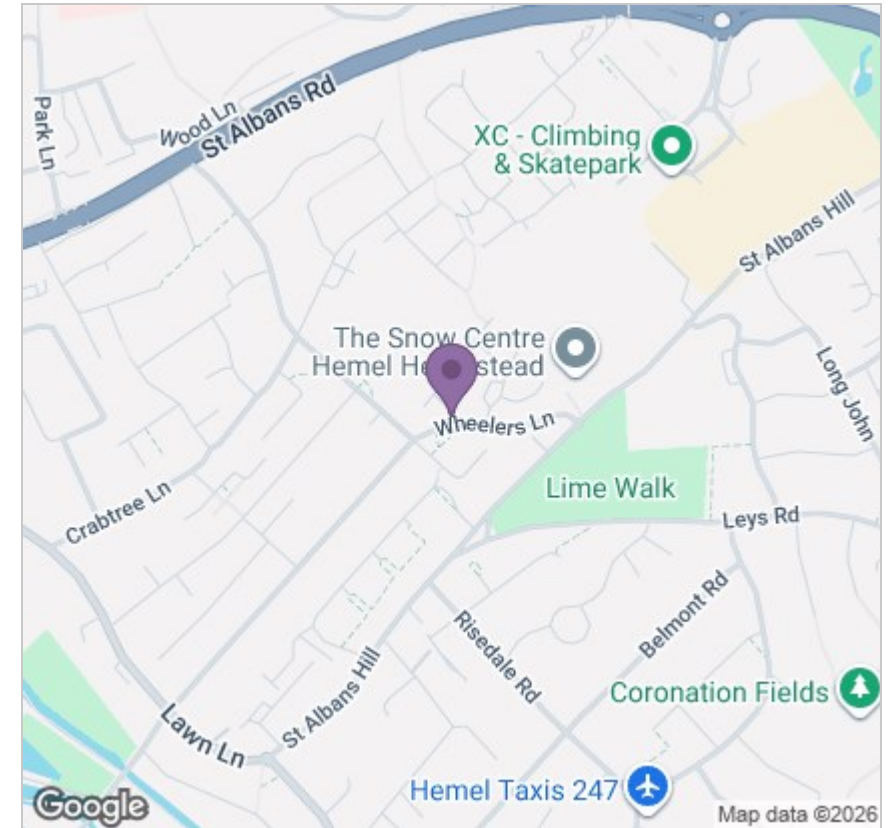 Park Ln
Wood Ln
St Albans Rd
XC - Climbing
& Skatepark
St Albans Hill
The Snow Centre
Hemel He stead
Long John
Wheelers Ln
Lime Walk
Crabtree Ln
Leys Rd
Belmont Rd
Risedale Rd
St Albans Hill
Coronation Fields
Lawn Ln
Hemel Taxis 247
Google
Map data ©2026